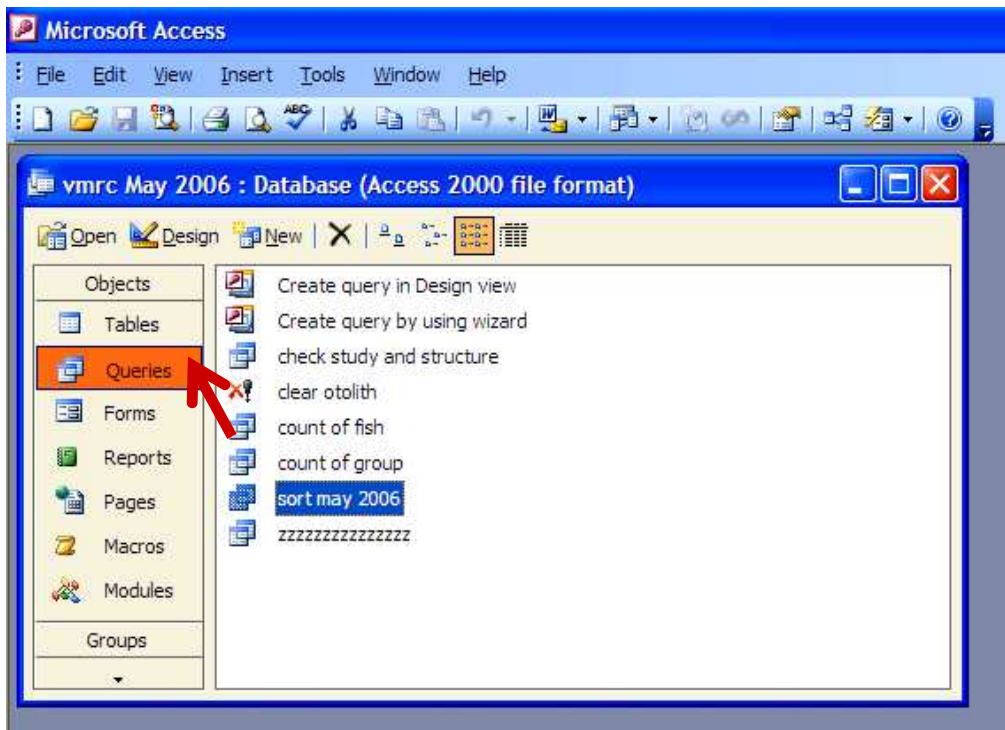 Microsoft Access
File Edit View Insert Tools Window Help
ABC W
vmrc May 2006 : Database (Access 2000 file format)
Open Design New
Objects
Tables
Queries
Forms
Reports
Pages
Macros
Modules
Groups
Create query in Design view
Create query by using wizard
check study and structure
clear otolith
count of fish
count of group
sort may 2006
zzzzzzzzzzzzzzz